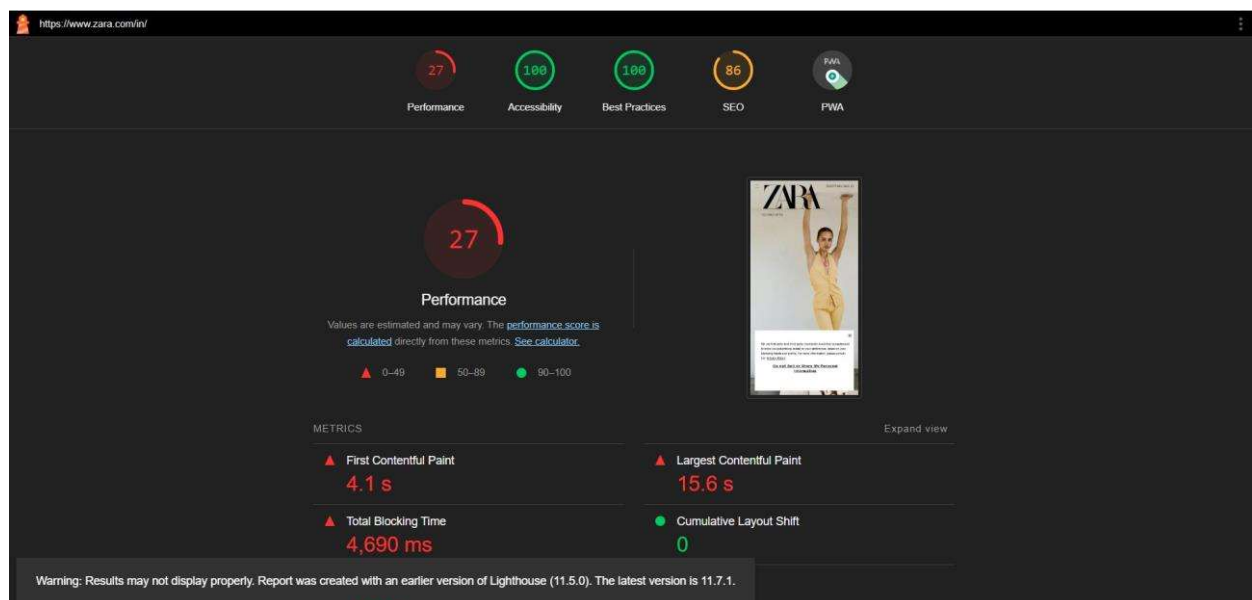 https://www.zara.com/in/
27
100
100
86
PWA
Performance
Accessibility
Best Practices
SEO
PWA
27
Performance
Values are estimated and may vary. The performance score is
calculated directly from these metrics. See calculator.
0–49
50–89
90–100
ZARA
METRICS
Expand view
First Contentful Paint
4.1 s
Largest Contentful Paint
15.6 s
Total Blocking Time
4,690 ms
Cumulative Layout Shift
0
Warning: Results may not display properly. Report was created with an earlier version of Lighthouse (11.5.0). The latest version is 11.7.1.